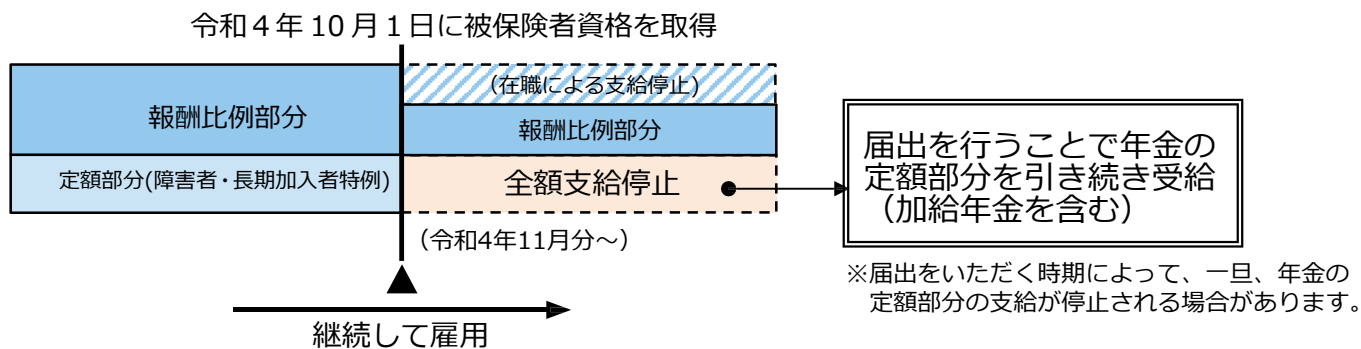 令和４年 10 月１日に被保険者資格を取得
(在職による支給停止)
報酬比例部分
報酬比例部分
定額部分(障害者・長期加入者特例)
全額支給停止
（令和4年11月分～）
継続して雇用
届出を行うことで年金の
定額部分を引き続き受給
（加給年金を含む）
※届出をいただく時期によって、一旦、年金の
定額部分の支給が停止される場合があります。